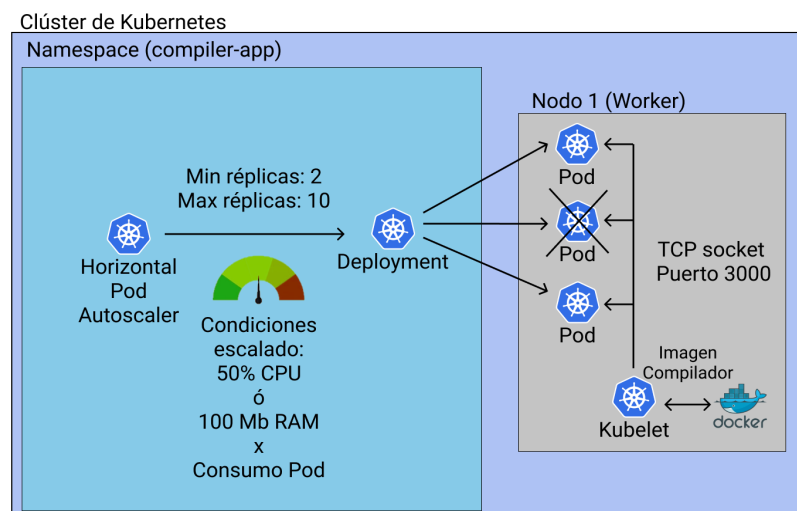 Clúster de Kubernetes
Namespace (compiler-app)
Nodo 1 (Worker)
Pod
Min réplicas: 2
Max réplicas: 10
Pod
Horizontal
Pod
Autoscaler
Deployment
TCP socket
Puerto 3000
Pod
Condiciones
escalado:
50% CPU
ó
100 Mb RAM
x
Consumo Pod
Imagen
Compilador
Kubelet
docker